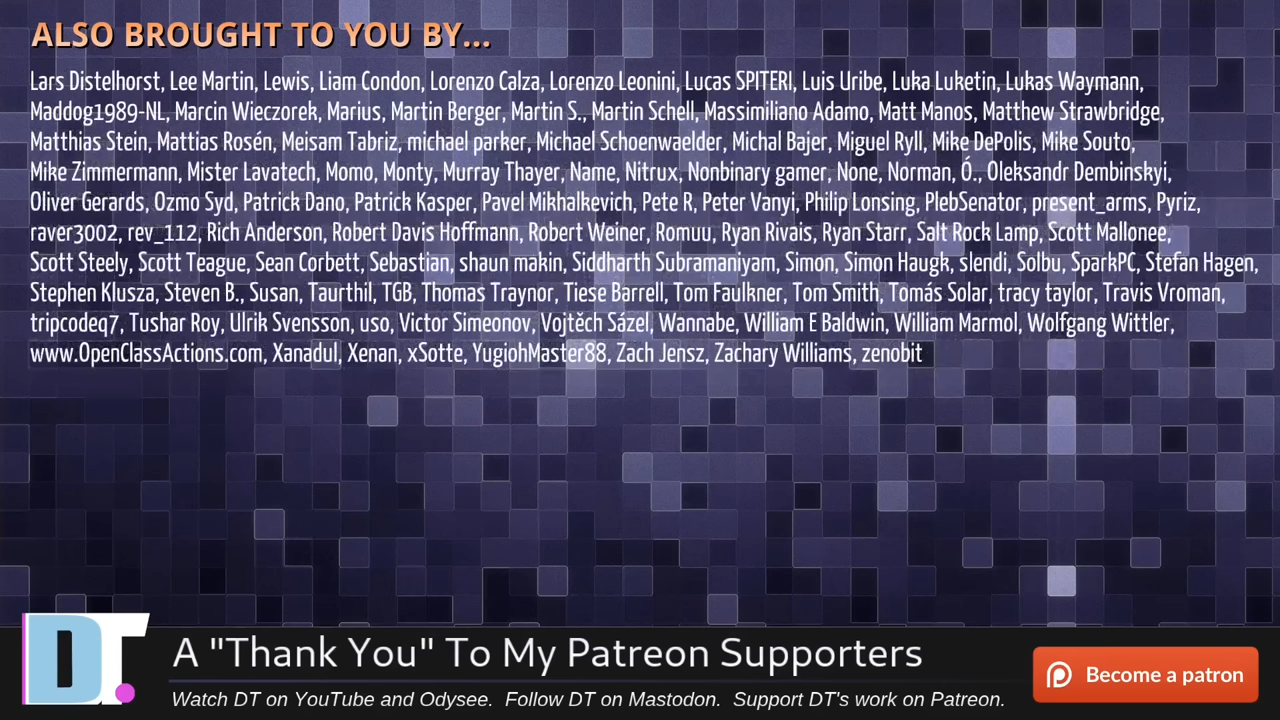 ALSO BROUGHT TO YOU BY...
Lars Distelhorst, Lee Martin, Lewis, Liam Condon, Lorenzo Calza, Lorenzo Leonini, Lucas SPITERI, Luis Uribe, Luka Luketin, Lukas Waymann,
Maddog1989-NL, Marcin Wieczorek, Marius, Martin Berger, Martin S., Martin Schell, Massimiliano Adamo, Matt Manos, Matthew Strawbridge,
Matthias Stein, Mattias Rosén, Meisam Tabriz, michael parker, Michael Schoenwaelder, Michal Bajer, Miguel Ryll, Mike DePolis, Mike Souto,
Mike Zimmermann, Mister Lavatech, Momo, Monty, Murray Thayer, Name, Nitrux, Nonbinary gamer, None, Norman, Ó., Oleksandr Dembinskyi,
Oliver Gerards, Ozmo Syd, Patrick Dano, Patrick Kasper, Pavel Mikhalkevich, Pete R, Peter Vanyi, Philip Lonsing, PlebSenator, present_arms, Pyriz,
raver3002, rev_112, Rich Anderson, Robert Davis Hoffmann, Robert Weiner, Romuu, Ryan Rivais, Ryan Starr, Salt Rock Lamp, Scott Mallonee,
Scott Steely, Scott Teague, Sean Corbett, Sebastian, shaun makin, Siddharth Subramaniyam, Simon, Simon Haugk, slendi, Solbu, SparkPC, Stefan Hagen,
Stephen Klusza, Steven B., Susan, Taurthil, TGB, Thomas Traynor, Tiese Barrell, Tom Faulkner, Tom Smith, Tomás Solar, tracy taylor, Travis Vroman,
tripcodeq7, Tushar Roy, Ulrik Svensson, uso, Victor Simeonov, Vojtěch Sázel, Wannabe, William E Baldwin, William Marmol, Wolfgang Wittler,
www.OpenClassActions.com, Xanadul, Xenan, xSotte, YugiohMaster88, Zach Jensz, Zachary Williams, zenobit
DT
A "Thank You" To My Patreon Supporters
Watch DT on YouTube and Odysee. Follow DT on Mastodon. Support DT's work on Patreon.
Become a patron